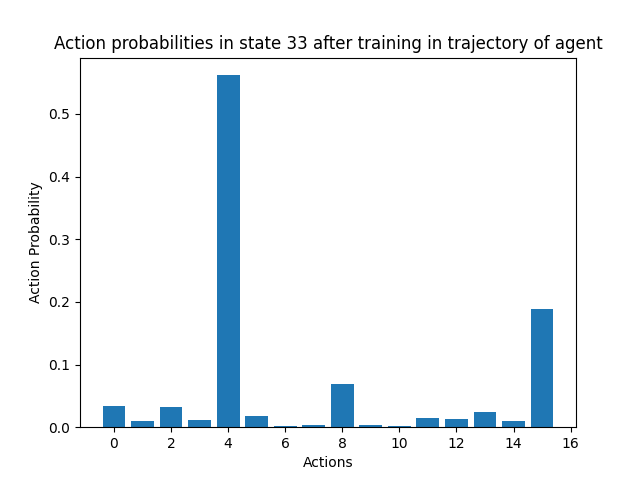 Action probabilities in state 33 after training in trajectory of agent
0.5
0.4
0.3
0.2
0.1
0.0
Action Probability
0 2 4 6 8 10 12 14 16
Actions